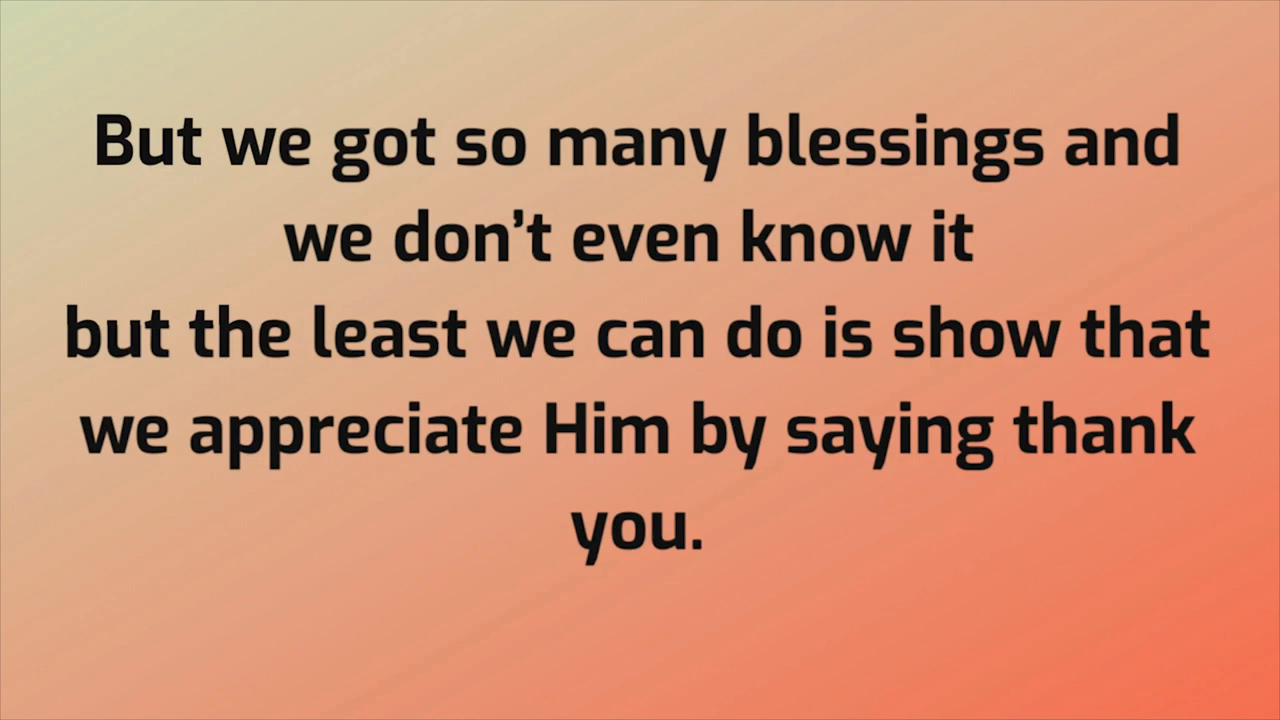 But we got so many blessings and
we don’t even know it
but the least we can do is show that
we appreciate Him by saying thank
you.